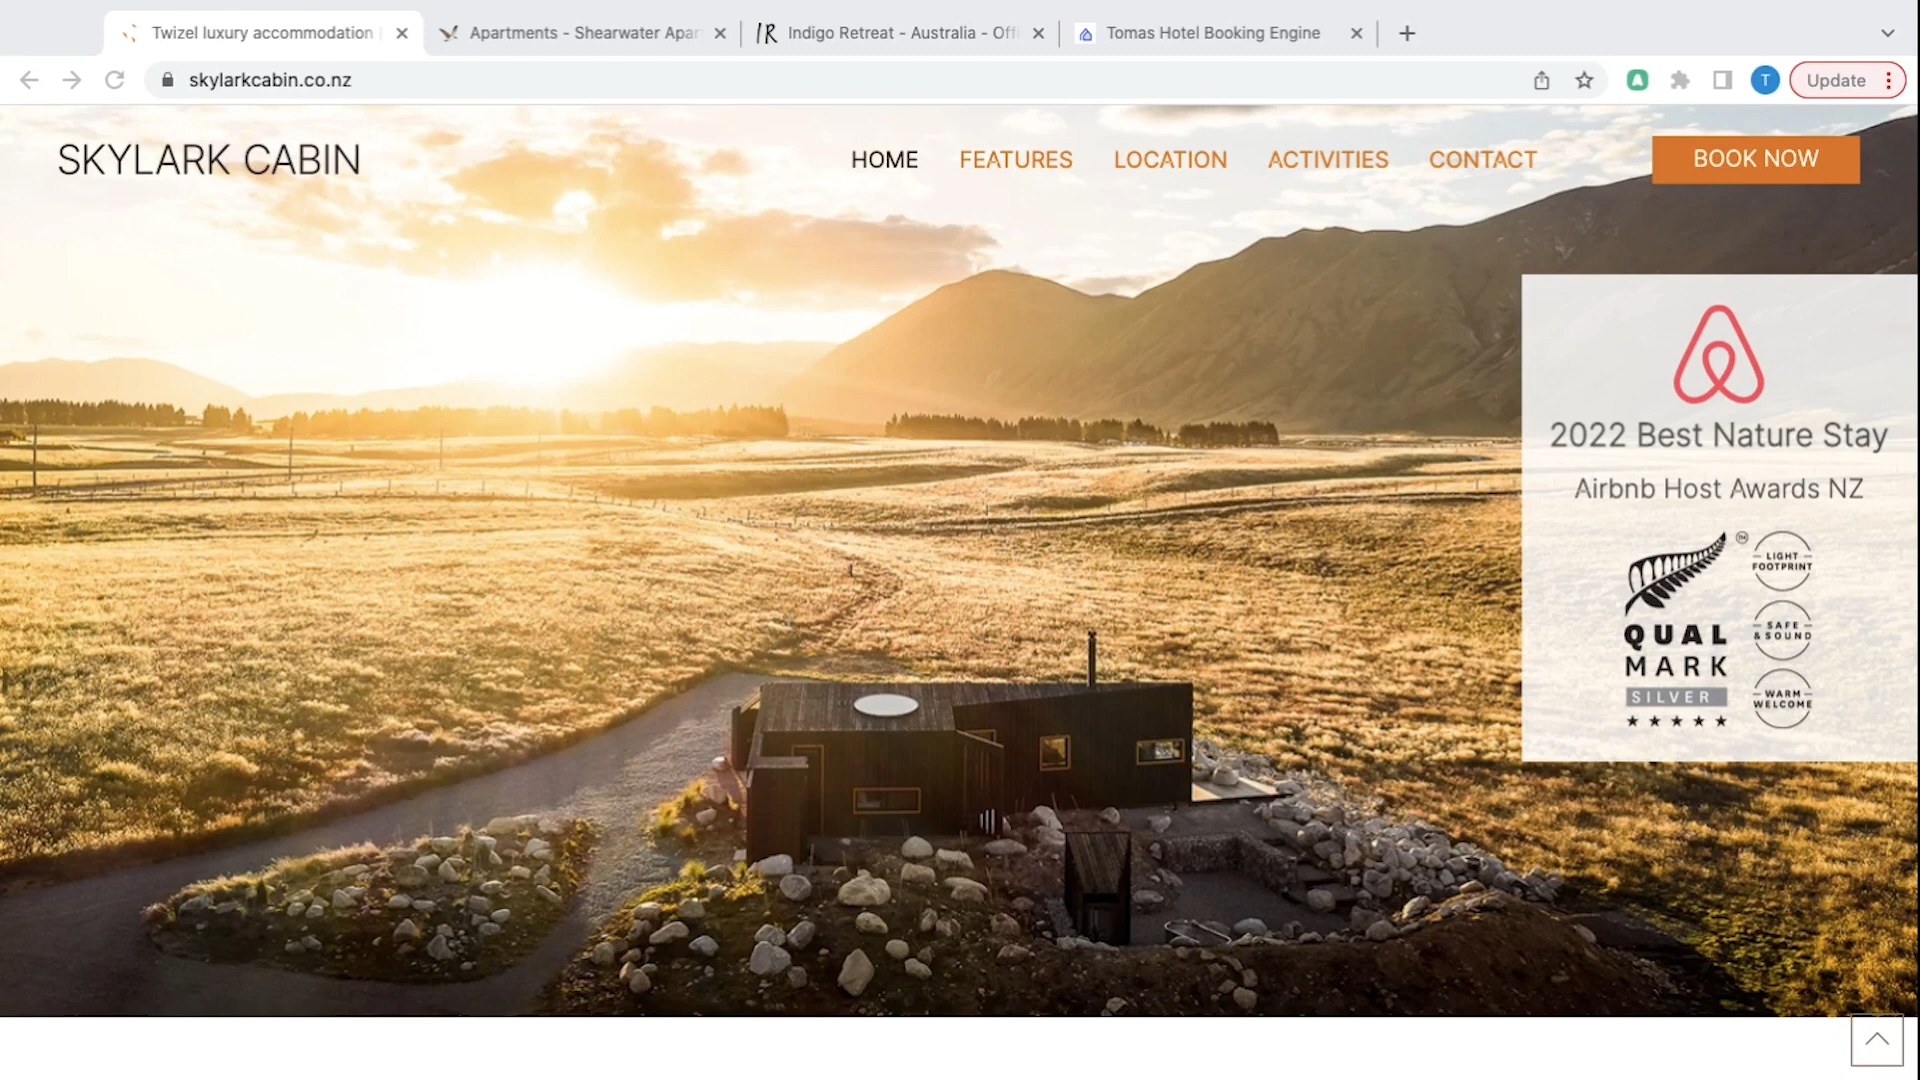 Twizel luxury accommodation |
Apartments - Shearwater Apar
IR Indigo Retreat - Australia - Offi
Tomas Hotel Booking Engine
skylarkcabin.co.nz
A
T
Update
SKYLARK CABIN
HOME
FEATURES
LOCATION
ACTIVITIES
CONTACT
BOOK NOW
2022 Best Nature Stay
Airbnb Host Awards NZ
TM
QUAL
MARK
SILVER
LIGHT
FOOTPRINT
SAFE
& SOUND
WARM
WELCOME